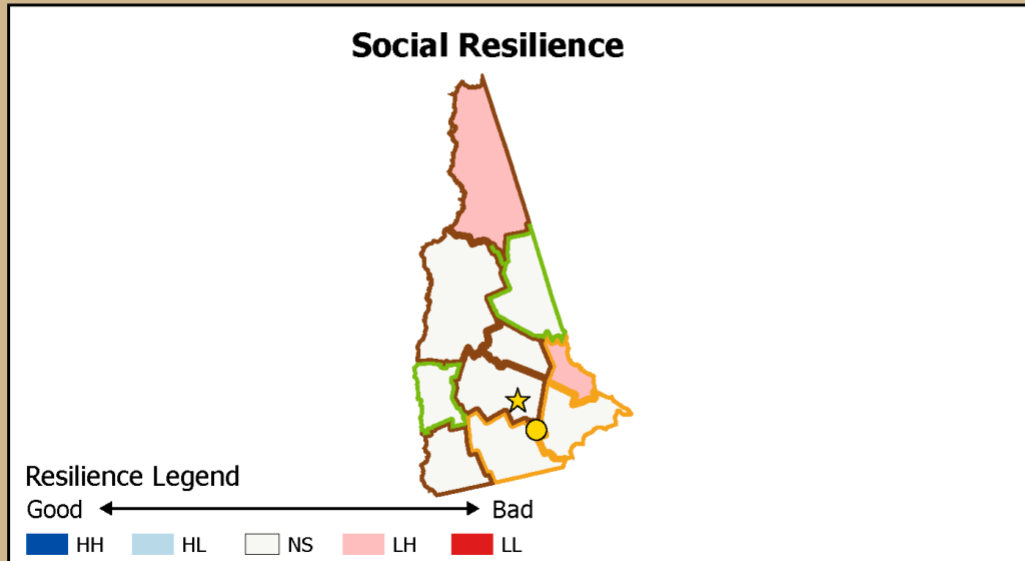 Social Resilience
Resilience Legend
Good Bad
HH HL NS LH LL